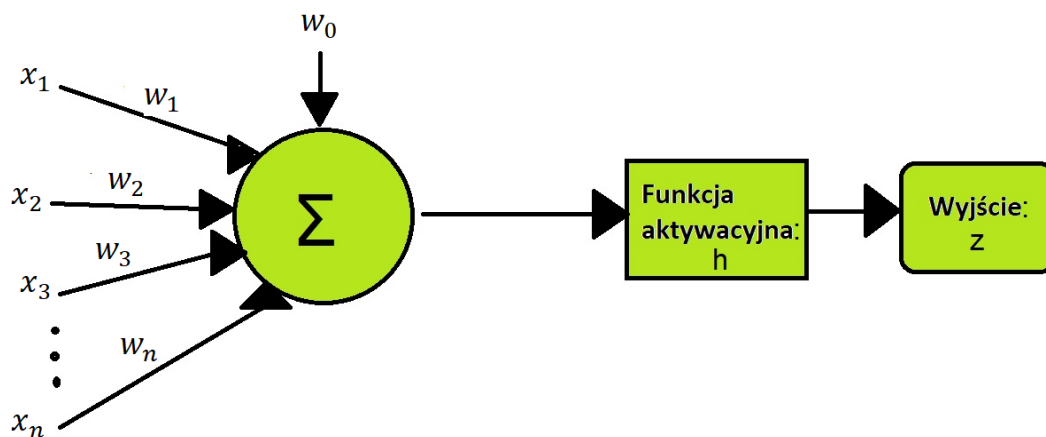 w₀
x₁
w₁
x₂
w₂
w₃
x₃
wₙ
xₙ
Σ
Funkcja
aktywacyjna:
h
Wyjście:
z